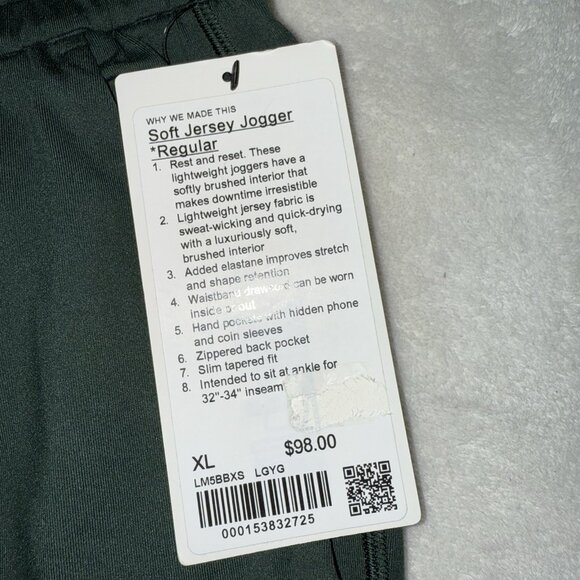 WHY WE MADE THIS
Soft Jersey Jogger
*Regular
1. Rest and reset. These
lightweight joggers have a
softly brushed interior that
makes downtime irresistible
2. Lightweight jersey fabric is
sweat-wicking and quick-drying
with a luxuriously soft,
brushed interior
3. Added elastane improves stretch
and shape retention
4. Waistband drawcord can be worn
inside or out
5. Hand pockets with hidden phone
and coin sleeves
6. Zippered back pocket
7. Slim tapered fit
8. Intended to sit at ankle for
32"-34" inseam
XL $98.00
LM5BBXS LGYG
000153832725